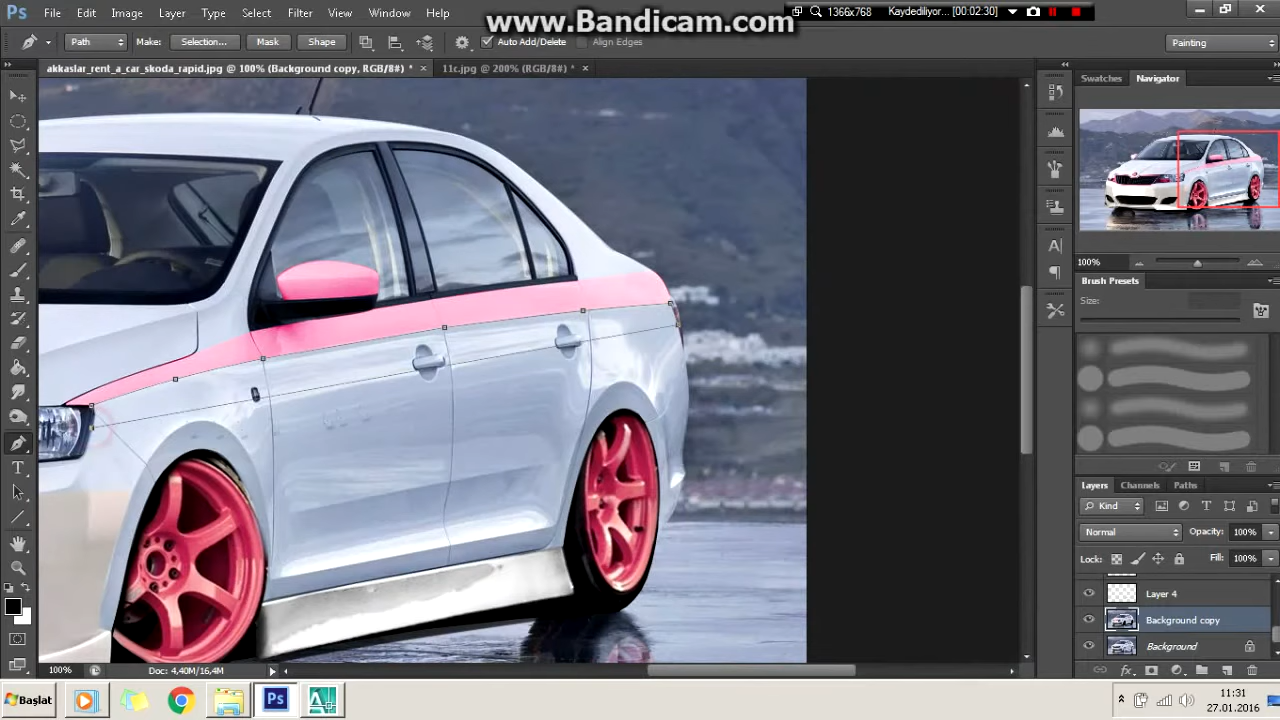 www.Bandicam.com
1366x768
Kaydediliyor... [00:02.30]
Ps File Edit Image Layer Type Select Filter 3D View Window Help
Path Make: Selection... Mask Shape Auto Add/Delete Align Edges Painting
akkaslar_rent_a_car_skoda_rapid.jpg @ 100% (Background copy, RGB/8#) *
11c.jpg @ 200% (RGB/8#) *
Swatches Navigator
100%
Brush Presets
Size:
Layers Channels Paths
Kind
Normal Opacity: 100%
Lock: Fill: 100%
Layer 4
Background copy
Background
100% Doc: 4,40M/16,4M
Başlat
11:31
27.01.2016